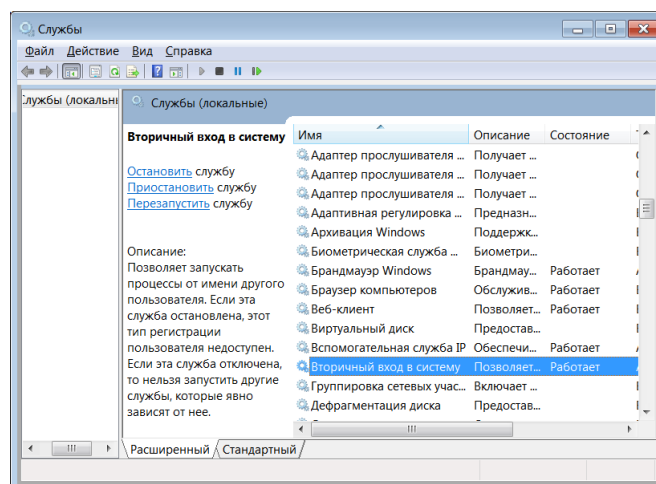 Службы
Файл Действие Вид Справка
лужбы (локальн
Службы (локальные)
Вторичный вход в систему
Остановить службу
Приостановить службу
Перезапустить службу
Описание:
Позволяет запускать
процессы от имени другого
пользователя. Если эта
служба остановлена, этот
тип регистрации
пользователя недоступен.
Если эта служба отключена,
то нельзя запустить другие
службы, которые явно
зависят от нее.
Имя Описание Состояние
Адаптер прослушивателя ... Получает ...
Адаптер прослушивателя ... Получает ...
Адаптер прослушивателя ... Получает ...
Адаптивная регулировка ... Предназн...
Архивация Windows Поддержк...
Биометрическая служба ... Биометри...
Брандмауэр Windows Брандмау... Работает
Браузер компьютеров Обслужив... Работает
Веб-клиент Позволяет... Работает
Виртуальный диск Предостав...
Вспомогательная служба IP Обеспечи... Работает
Вторичный вход в систему Позволяет... Работает
Группировка сетевых учас... Включает ...
Дефрагментация диска Предостав...
Расширенный Стандартный